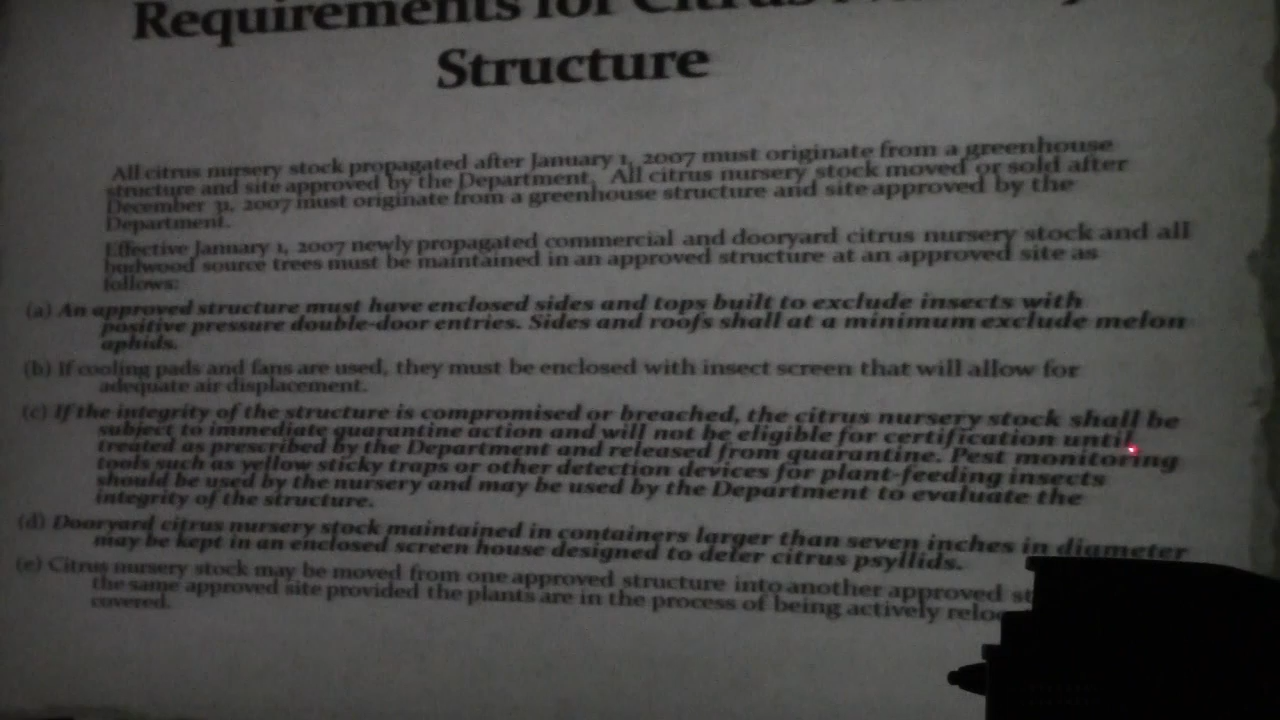 Requirements for Citrus
Structure
All citrus nursery stock propagated after January 1, 2007 must originate from a greenhouse
structure and site approved by the Department. All citrus nursery stock moved or sold after
December 31, 2007 must originate from a greenhouse structure and site approved by the
Department.
Effective January 1, 2007 newly propagated commercial and dooryard citrus nursery stock and all
budwood source trees must be maintained in an approved structure at an approved site as
follows:
(a) An approved structure must have enclosed sides and tops built to exclude insects with
positive pressure double-door entries. Sides and roofs shall at a minimum exclude melon
aphids.
(b) If cooling pads and fans are used, they must be enclosed with insect screen that will allow for
adequate air displacement.
(c) If the integrity of the structure is compromised or breached, the citrus nursery stock shall be
subject to immediate quarantine action and will not be eligible for certification until
treated as prescribed by the Department and released from quarantine. Pest monitoring
tools such as yellow sticky traps or other detection devices for plant-feeding insects
should be used by the nursery and may be used by the Department to evaluate the
integrity of the structure.
(d) Dooryard citrus nursery stock maintained in containers larger than seven inches in diameter
may be kept in an enclosed screen house designed to deter citrus psyllids.
(e) Citrus nursery stock may be moved from one approved structure into another approved
the same approved site provided the plants are in the process of being actively
covered.